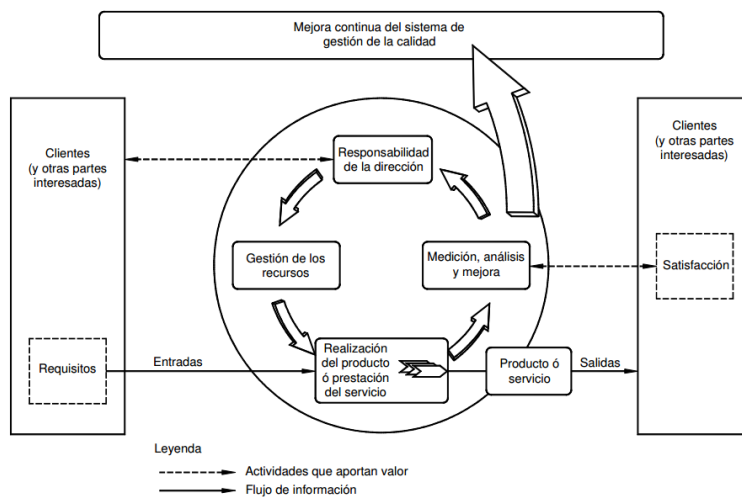 Mejora continua del sistema de
gestión de la calidad
Clientes
(y otras partes
interesadas)
Responsabilidad
de la dirección
Clientes
(y otras partes
interesadas)
Gestión de los
recursos
Medición, análisis
y mejora
Satisfacción
Requisitos
Entradas
Realización
del producto
ó prestación
del servicio
Producto ó
servicio
Salidas
Leyenda
Actividades que aportan valor
Flujo de información